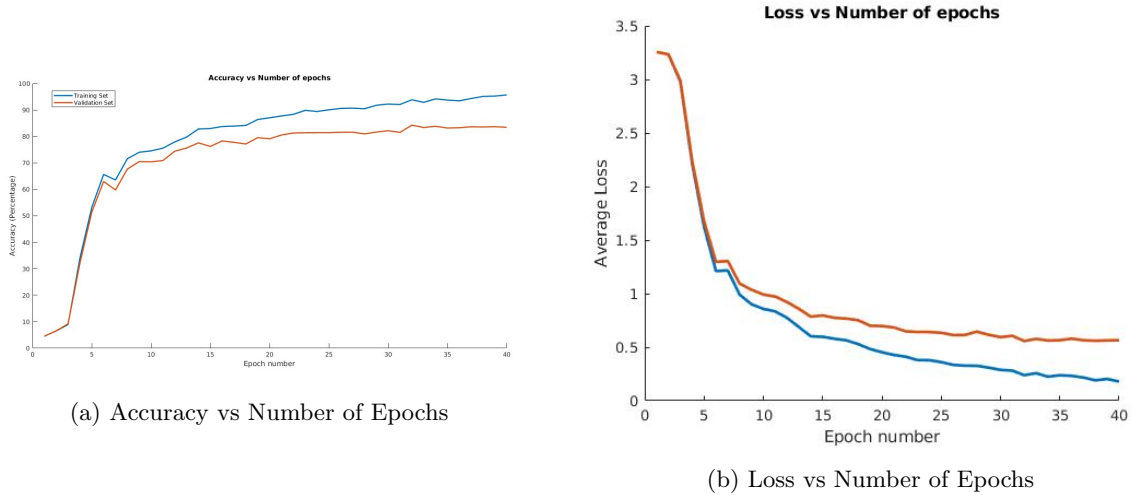 Accuracy vs Number of epochs
100
90
80
70
60
50
40
30
20
10
0
Accuracy (Percentage)
Training Set
Validation Set
0 5 10 15 20 25 30 35 40
Epoch number
(a) Accuracy vs Number of Epochs
Loss vs Number of epochs
3.5
3
2.5
2
1.5
1
0.5
0
Average Loss
0 5 10 15 20 25 30 35 40
Epoch number
(b) Loss vs Number of Epochs